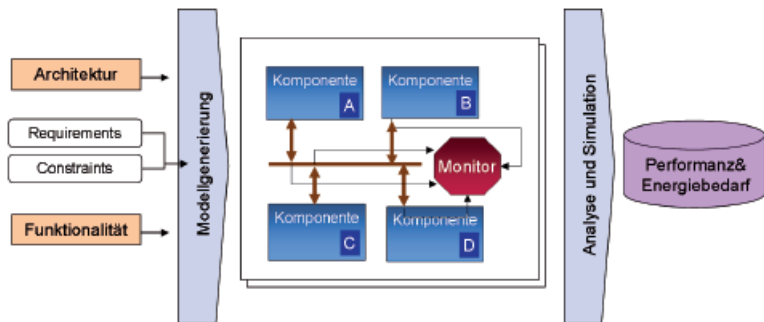 Architektur
Requirements
Constraints
Funktionalität
Modellgenerierung
Komponente
A
Komponente
B
Monitor
Komponente
C
Komponente
D
Analyse und Simulation
Performanz&
Energiebedarf